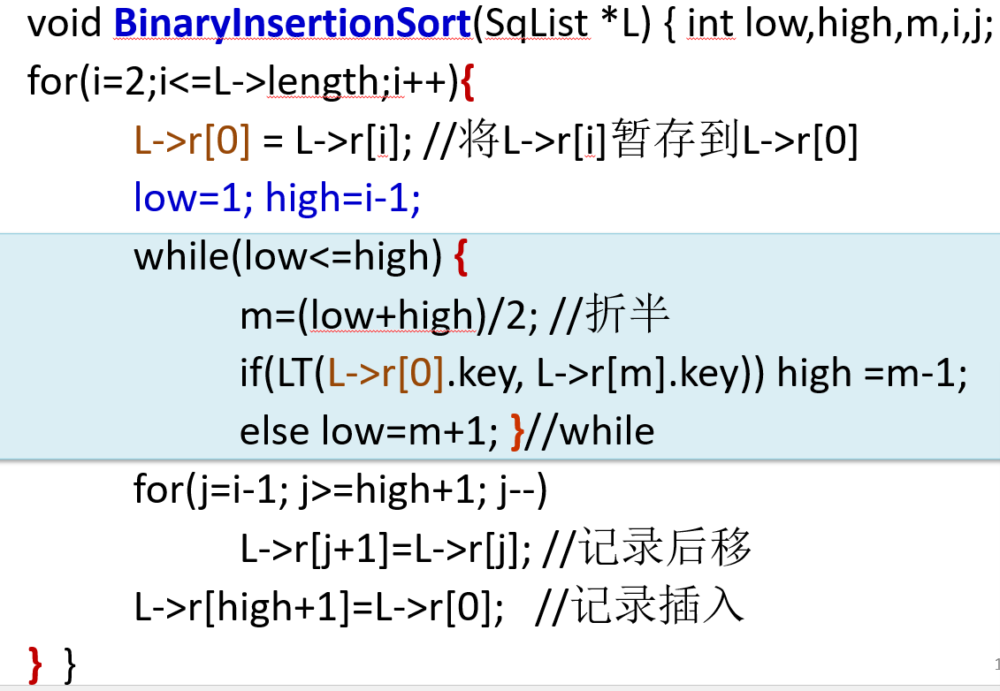 void BinaryInsertionSort(SqList *L) { int low,high,m,i,j;
for(i=2;i<=L->length;i++){
L->r[0] = L->r[i]; //将L->r[i]暂存到L->r[0]
low=1; high=i-1;
while(low<=high) {
m=(low+high)/2; //折半
if(LT(L->r[0].key, L->r[m].key)) high =m-1;
else low=m+1; }//while
for(j=i-1; j>=high+1; j--)
L->r[j+1]=L->r[j]; //记录后移
L->r[high+1]=L->r[0]; //记录插入
} }